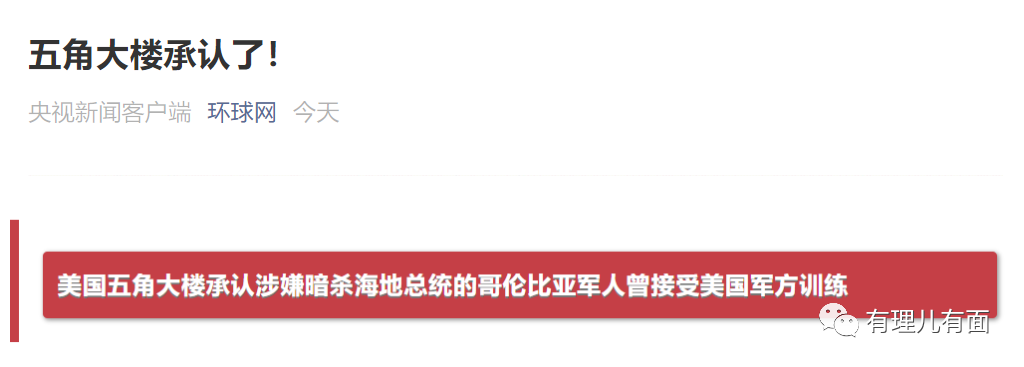 五角大楼承认了！
央视新闻客户端 环球网 今天
美国五角大楼承认涉嫌暗杀海地总统的哥伦比亚军人曾接受美国军方训练
有理儿有面